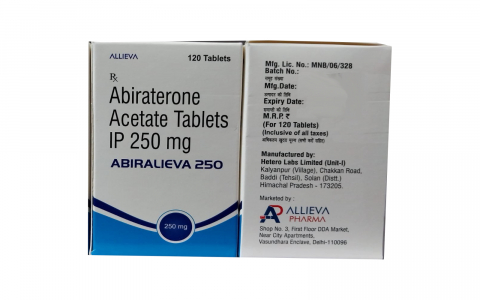 ALLIEVA
120 Tablets
Rx
Abiraterone
Acetate Tablets
IP 250 mg
ABIRALIEVA 250
250 mg
Mfg. Lic. No.: MNB/06/328
Batch No.:
Mfg.Date:
Expiry Date:
M.R.P. ₹
(For 120 Tablets)
(Inclusive of all taxes)
Manufactured by:
Hetero Labs Limited (Unit-I)
Kalyanpur (Village), Chakkan Road,
Baddi (Tehsil), Solan (Distt.)
Himachal Pradesh - 173205.
Marketed by :
AP ALLIEVA
PHARMA
Shop No. 3, First Floor DDA Market,
Near City Apartments,
Vasundhara Enclave, Delhi-110096